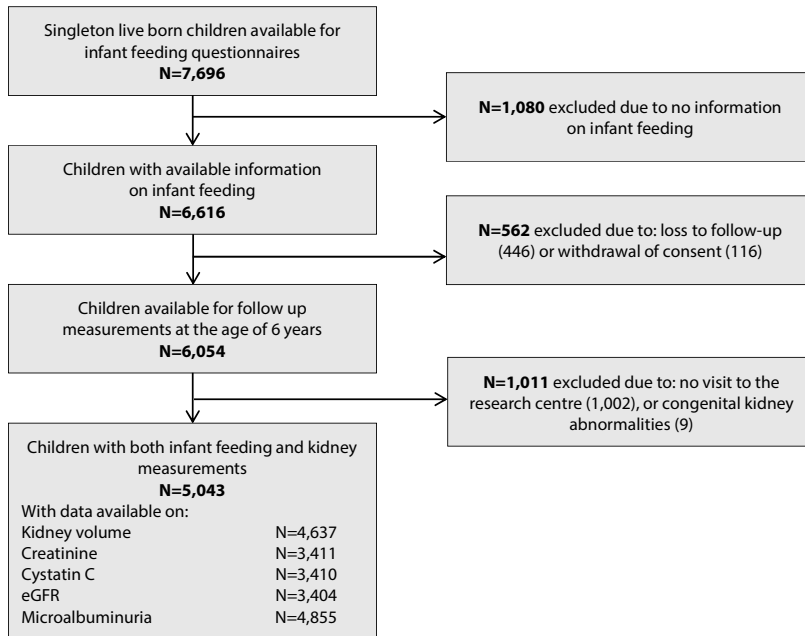 Singleton live born children available for
infant feeding questionnaires
N=7,696
N=1,080 excluded due to no information
on infant feeding
Children with available information
on infant feeding
N=6,616
N=562 excluded due to: loss to follow-up
(446) or withdrawal of consent (116)
Children available for follow up
measurements at the age of 6 years
N=6,054
N=1,011 excluded due to: no visit to the
research centre (1,002), or congenital kidney
abnormalities (9)
Children with both infant feeding and kidney
measurements
N=5,043
With data available on:
Kidney volume N=4,637
Creatinine N=3,411
Cystatin C N=3,410
eGFR N=3,404
Microalbuminuria N=4,855